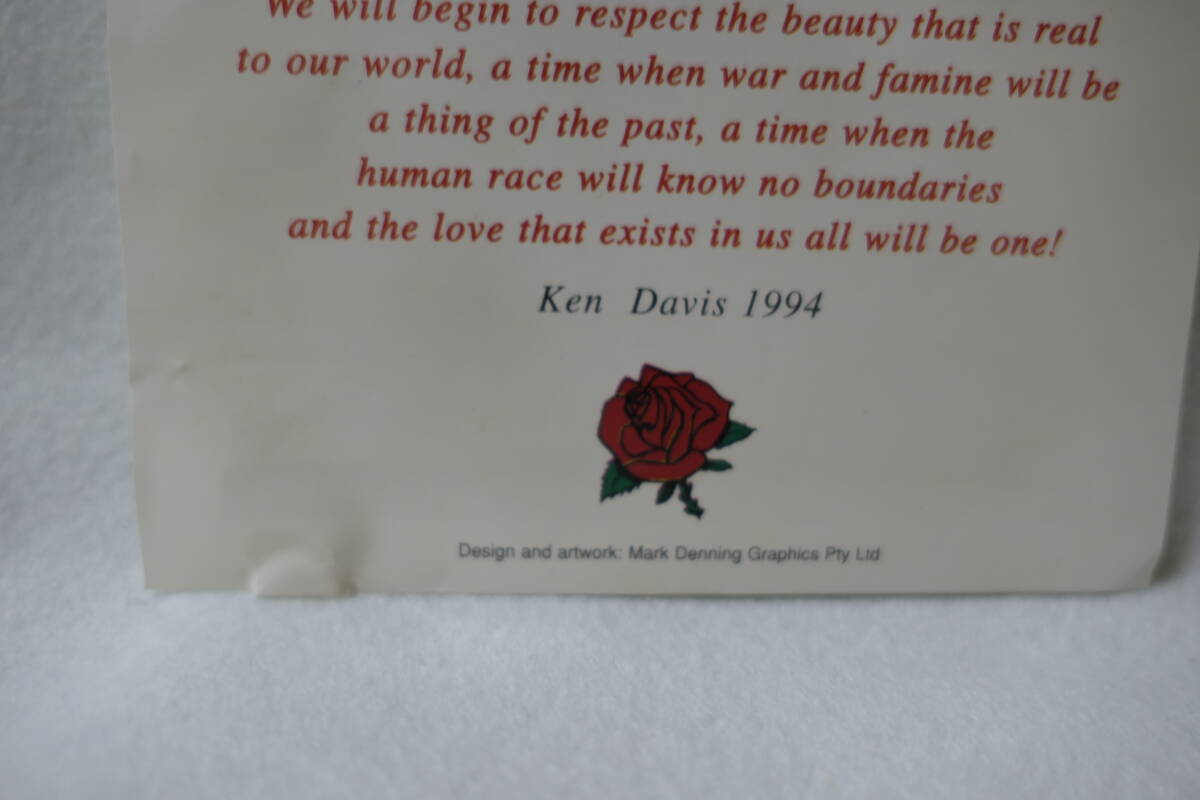 We will begin to respect the beauty that is real
to our world, a time when war and famine will be
a thing of the past, a time when the
human race will know no boundaries
and the love that exists in us all will be one!
Ken Davis 1994
Design and artwork: Mark Denning Graphics Pty Ltd